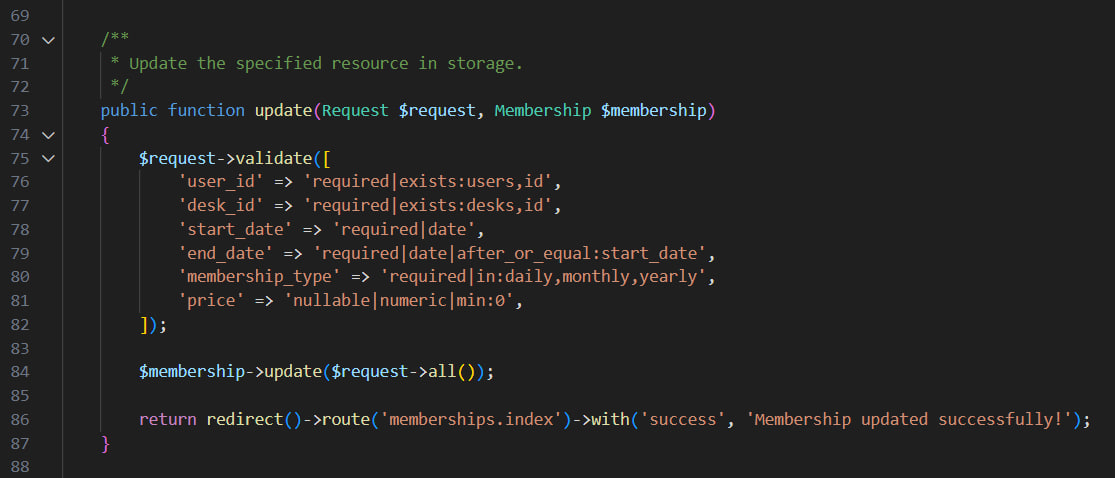 69
70 /**
71 * Update the specified resource in storage.
72 */
73 public function update(Request $request, Membership $membership)
74 {
75 $request->validate([
76 'user_id' => 'required|exists:users,id',
77 'desk_id' => 'required|exists:desks,id',
78 'start_date' => 'required|date',
79 'end_date' => 'required|date|after_or_equal:start_date',
80 'membership_type' => 'required|in:daily,monthly,yearly',
81 'price' => 'nullable|numeric|min:0',
82 ]);
83
84 $membership->update($request->all());
85
86 return redirect()->route('memberships.index')->with('success', 'Membership updated successfully!');
87 }
88